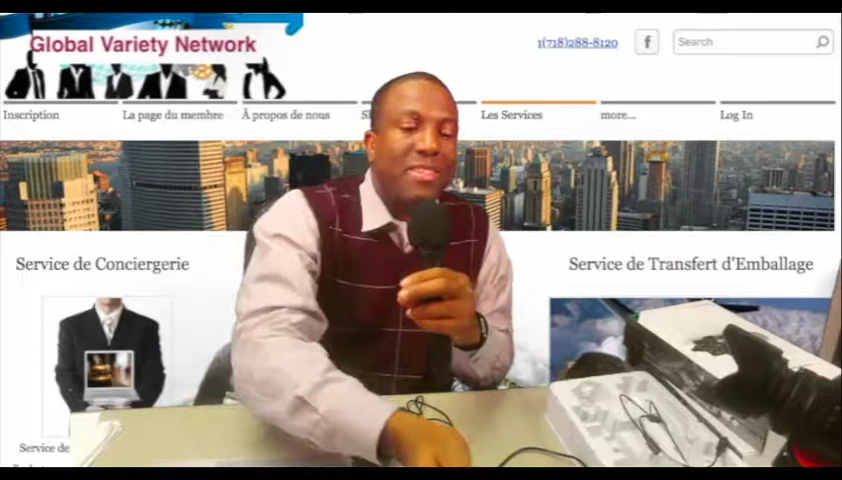 Global Variety Network
1(718)288-8120
f
Search
Inscription
La page du membre
À propos de nous
Les Services
more...
Log In
Service de Conciergerie
Service de Transfert d'Emballage
Service de